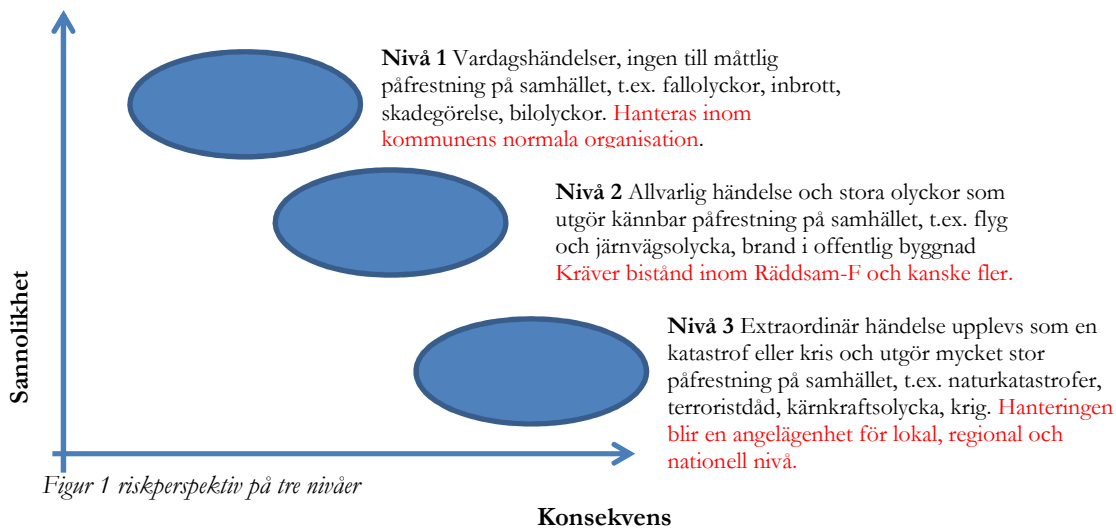 Nivå 1 Vardagshändelser, ingen till måttlig
påfrestning på samhället, t.ex. fallolyckor, inbrott,
skadegörelse, bilolyckor. Hanteras inom
kommunens normala organisation.
Nivå 2 Allvarlig händelse och stora olyckor som
utgör kännbar påfrestning på samhället, t.ex. flyg
och järnvägsolycka, brand i offentlig byggnad
Kräver bistånd inom Räddsam-F och kanske fler.
Nivå 3 Extraordinär händelse upplevs som en
katastrof eller kris och utgör mycket stor
påfrestning på samhället, t.ex. naturkatastrofer,
terroristdåd, kärnkraftsolycka, krig. Hanteringen
blir en angelägenhet för lokal, regional och
nationell nivå.
Sannolikhet
Figur 1 riskperspektiv på tre nivåer
Konsekvens